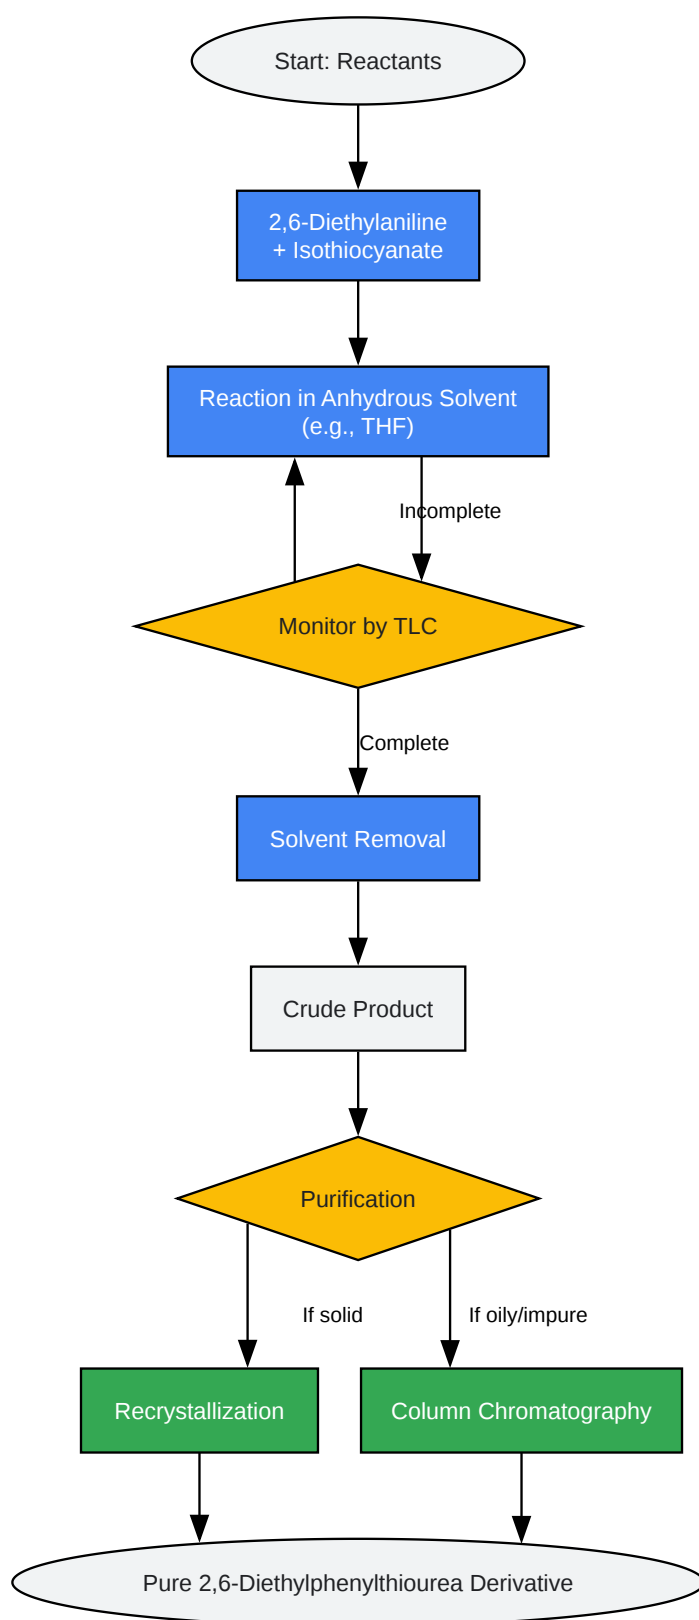 Start: Reactants
2,6-Diethylaniline
+ Isothiocyanate
Reaction in Anhydrous Solvent
(e.g., THF)
Incomplete
Monitor by TLC
Complete
Solvent Removal
Crude Product
Purification
If solid
If oily/impure
Recrystallization
Column Chromatography
Pure 2,6-Diethylphenylthiourea Derivative